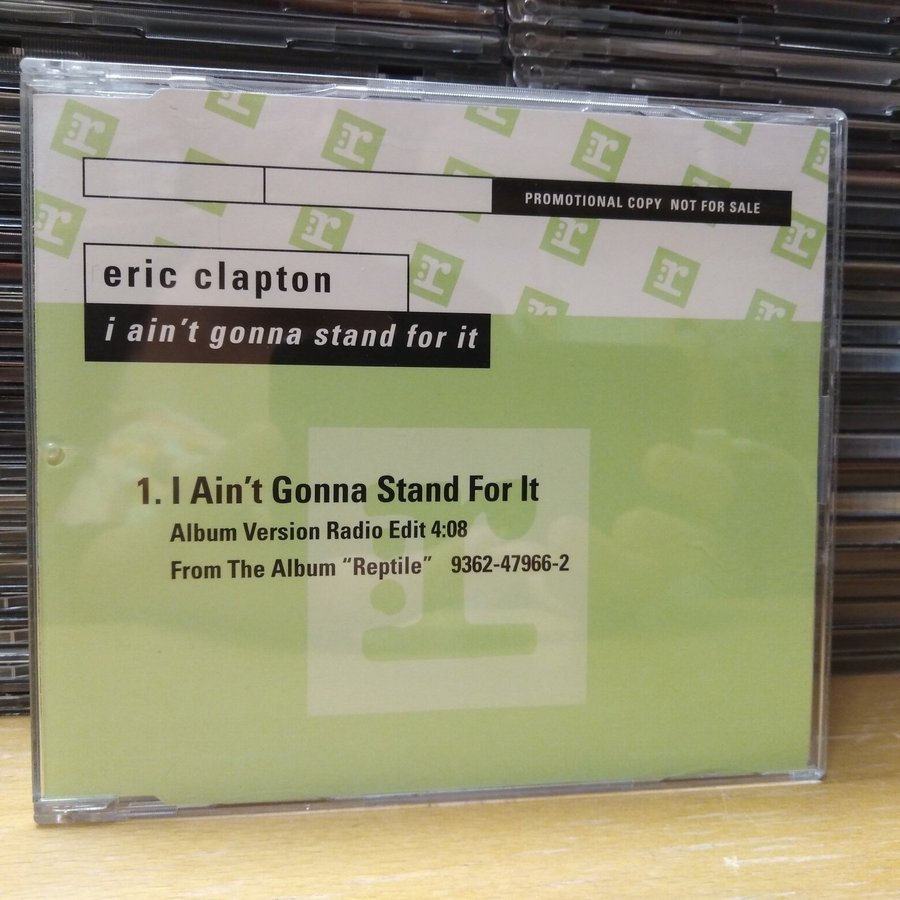 PROMOTIONAL COPY NOT FOR SALE
eric clapton
i ain't gonna stand for it
1. I Ain't Gonna Stand For It
Album Version Radio Edit 4:08
From The Album "Reptile" 9362-47966-2